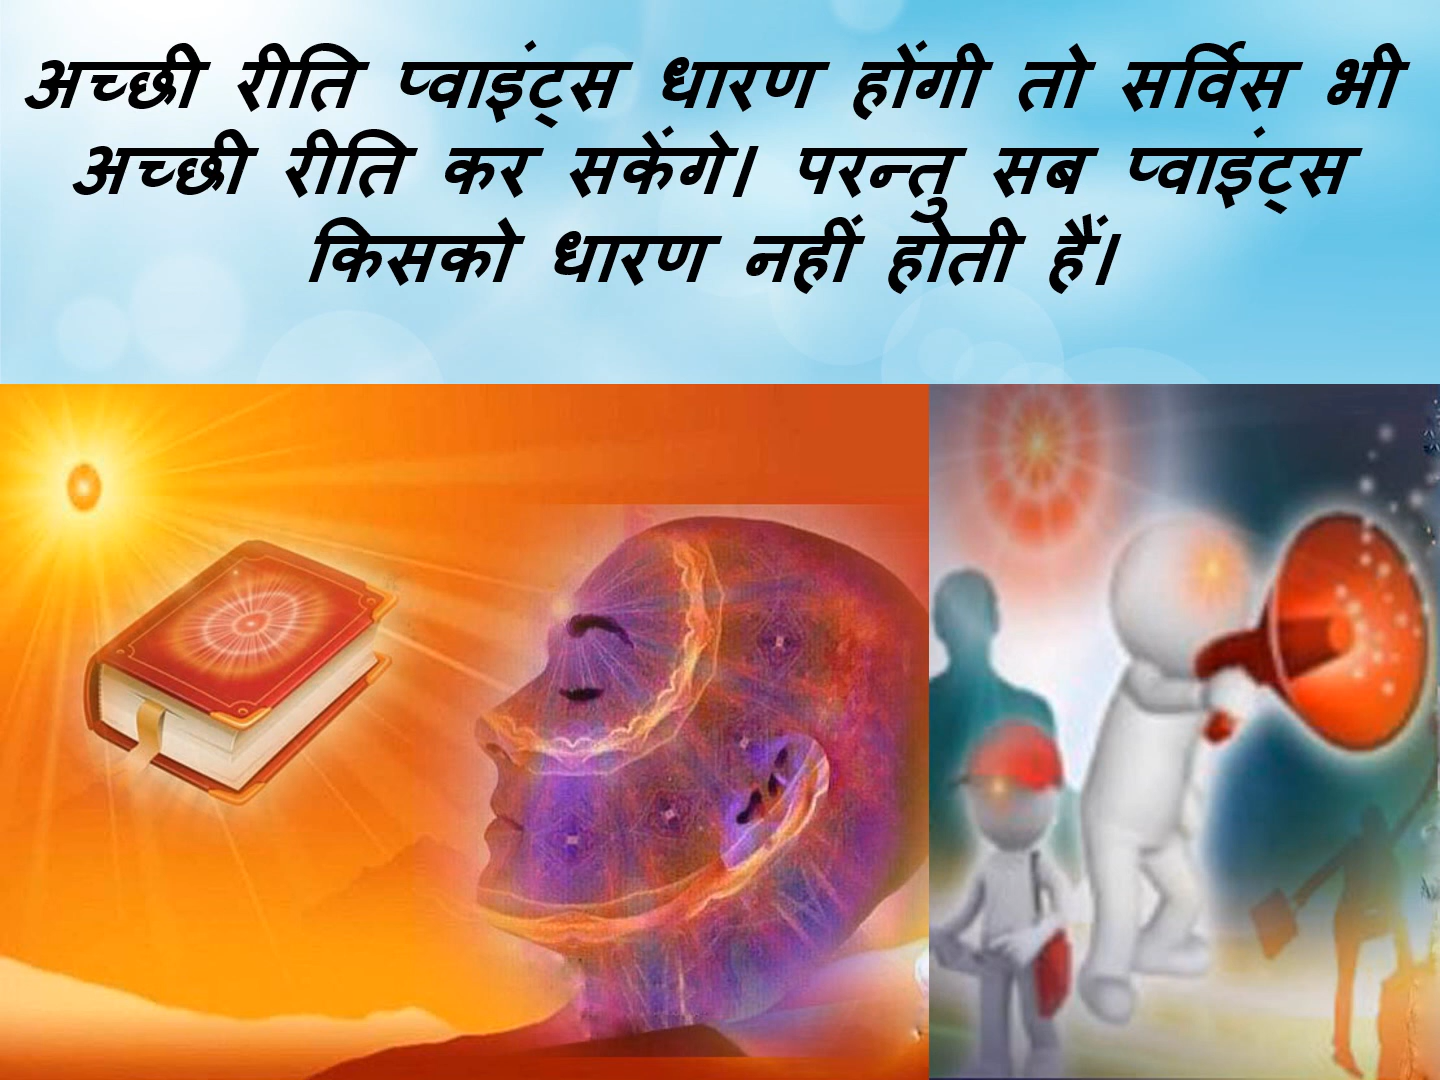 अच्छी रीति प्वाइंट्स धारण होंगी तो सर्विस भी
अच्छी रीति कर सकेंगे। परन्तु सब प्वाइंट्स
किसको धारण नहीं होती हैं।